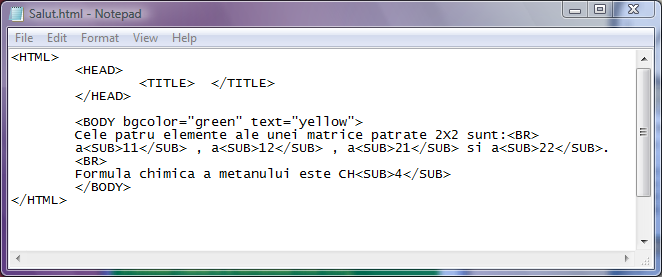 Salut.html - Notepad
File Edit Format View Help
<HTML>
<HEAD>
<TITLE>  </TITLE>
</HEAD>
<BODY bgcolor="green" text="yellow">
Cele patru elemente ale unei matrice patrate 2X2 sunt:<BR>
a<SUB>11</SUB> , a<SUB>12</SUB> , a<SUB>21</SUB> si a<SUB>22</SUB>.
<BR>
Formula chimica a metanului este CH<SUB>4</SUB>
</BODY>
</HTML>